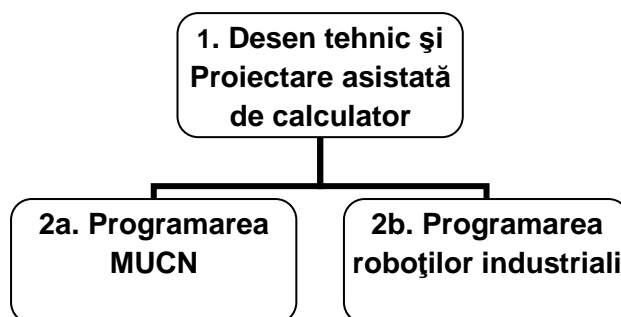 1. Desen tehnic şi
Proiectare asistată
de calculator
2a. Programarea
MUCN
2b. Programarea
roboţilor industriali